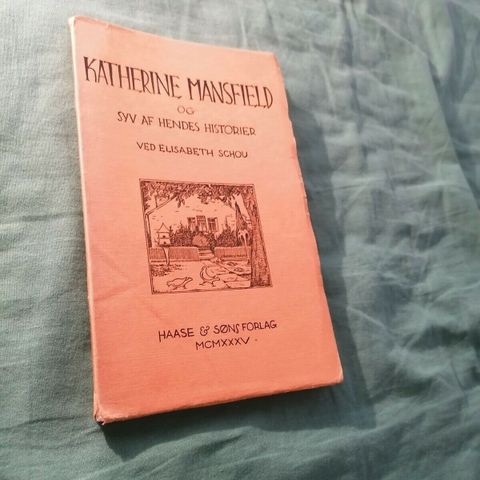 KATHERINE MANSFIELD
OG
SYV AF HENDES HISTORIER
VED ELISABETH SCHOU
HAASE & SØNS FORLAG
MCMXXXV